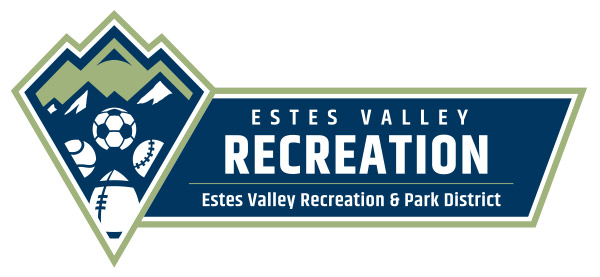 ESTES VALLEY
RECREATION
Estes Valley Recreation & Park District